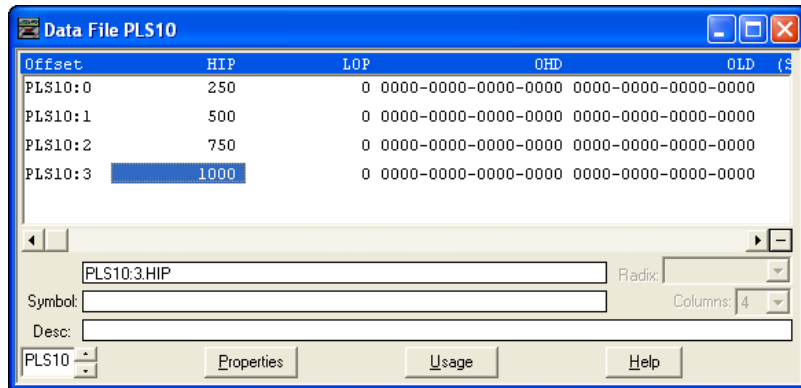 Data File PLS10
Offset HIP LOP OHD OLD (S
PLS10:0 250 0 0000-0000-0000-0000 0000-0000-0000-0000
PLS10:1 500 0 0000-0000-0000-0000 0000-0000-0000-0000
PLS10:2 750 0 0000-0000-0000-0000 0000-0000-0000-0000
PLS10:3 1000 0 0000-0000-0000-0000 0000-0000-0000-0000
PLS10:3.HIP Radix:
Symbol: Columns: 4
Desc:
PLS10 Properties Usage Help